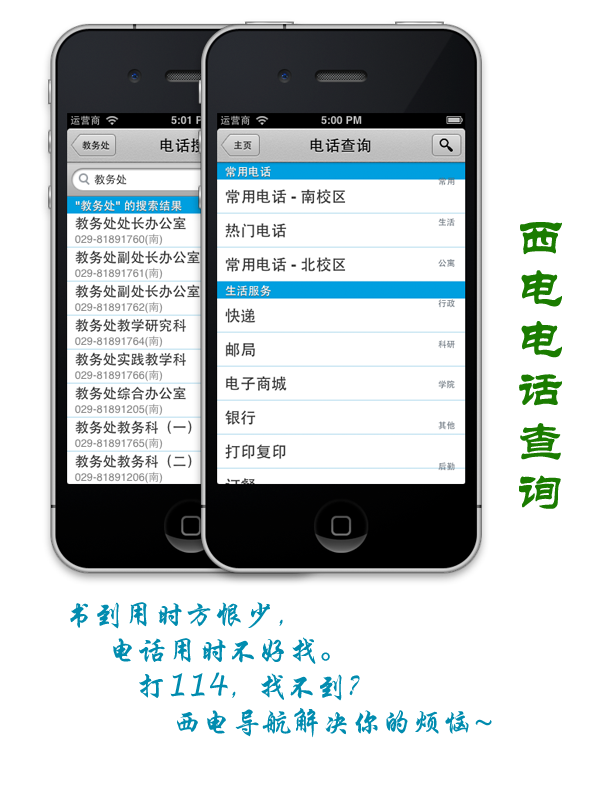 运营商 5:01 P
教务处 电话搜
教务处
"教务处" 的搜索结果
教务处处长办公室
029-81891760(南)
教务处副处长办公室
029-81891761(南)
教务处副处长办公室
029-81891762(南)
教务处教学研究科
029-81891764(南)
教务处实践教学科
029-81891766(南)
教务处综合办公室
029-81891205(南)
教务处教务科（一）
029-81891765(南)
教务处教务科（二）
029-81891206(南)
运营商 5:00 PM
主页 电话查询
常用电话
常用
常用电话 - 南校区
生活
热门电话
公寓
常用电话 - 北校区
生活服务
行政
快递
科研
邮局
学院
电子商城
其他
银行
打印复印
后勤
订餐
西电电话查询
书到用时方恨少，
电话用时不好找。
打114，找不到？
西电导航解决你的烦恼~